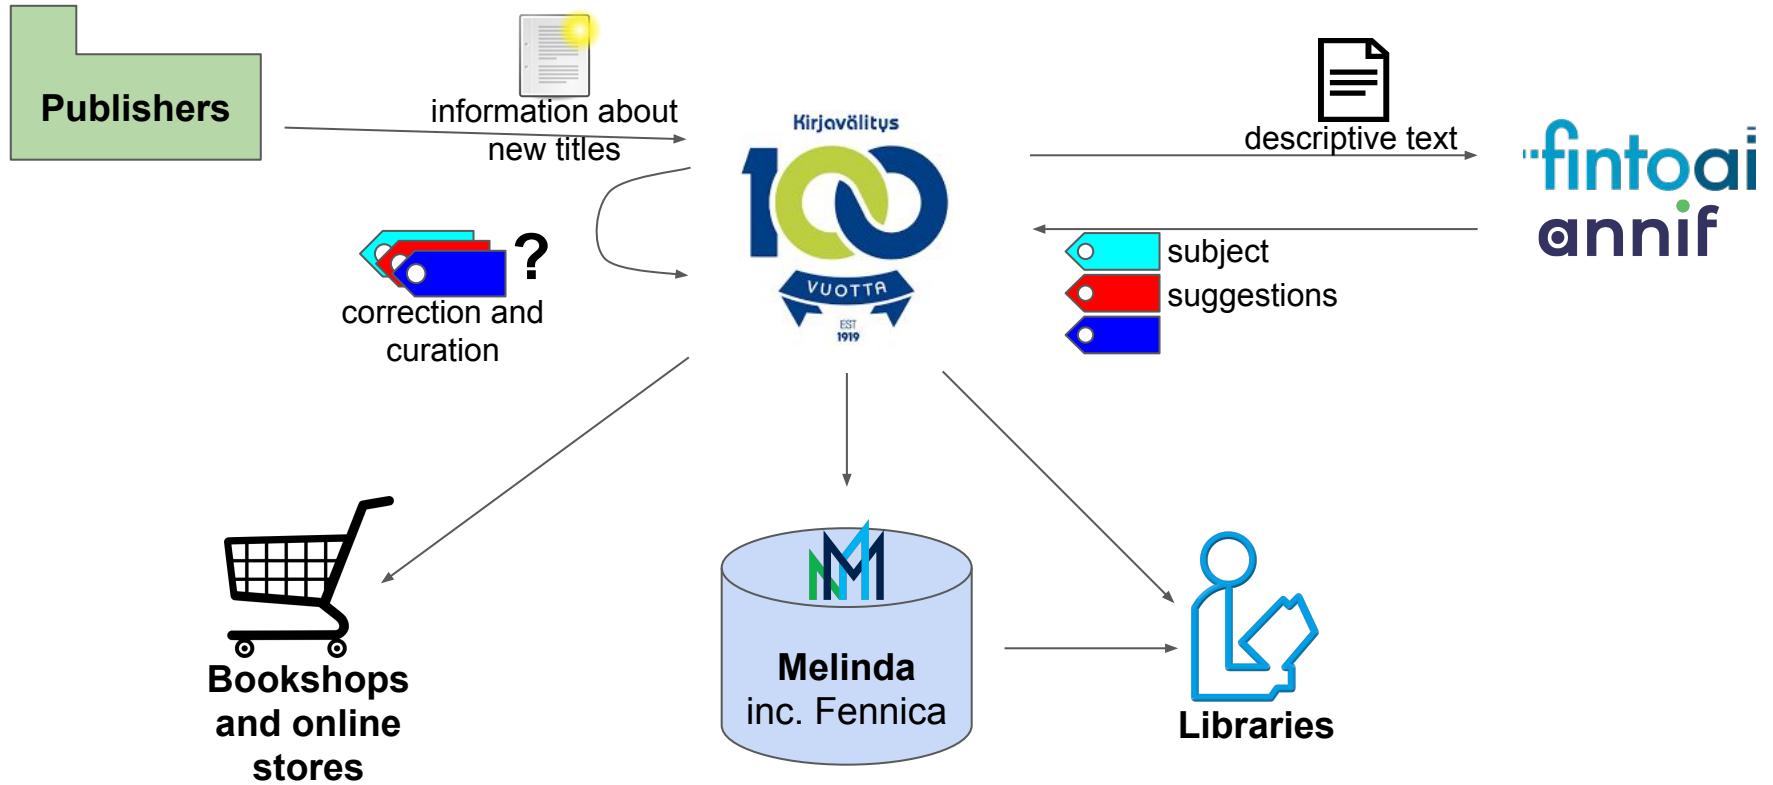 Publishers
information about
new titles
Kirjavälitys
100
VUOTTA
EST
1919
descriptive text
fintoai
annif
subject
suggestions
?
correction and
curation
Bookshops
and online
stores
Melinda
inc. Fennica
Libraries